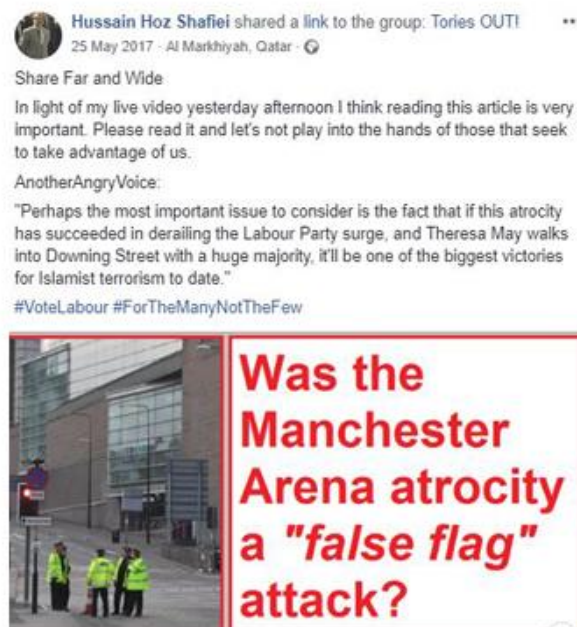 Hussain Hoz Shafiei shared a link to the group: Tories OUT!
25 May 2017 · Al Markhiyah, Qatar ·
Share Far and Wide
In light of my live video yesterday afternoon I think reading this article is very
important. Please read it and let's not play into the hands of those that seek
to take advantage of us.
AnotherAngryVoice:
"Perhaps the most important issue to consider is the fact that if this atrocity
has succeeded in derailing the Labour Party surge, and Theresa May walks
into Downing Street with a huge majority, it'll be one of the biggest victories
for Islamist terrorism to date."
#VoteLabour #ForTheManyNotTheFew
Was the
Manchester
Arena atrocity
a "false flag"
attack?